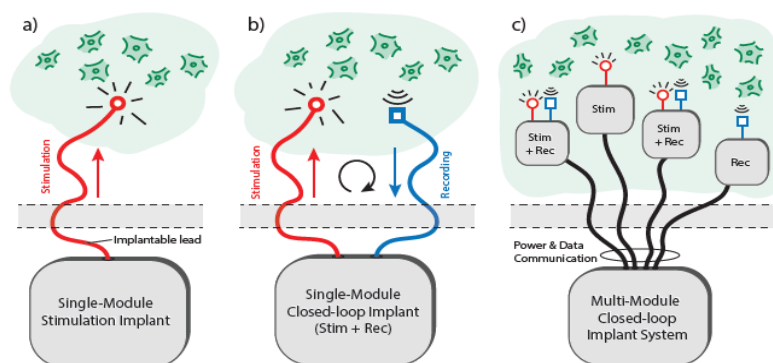 a)
Stimulation
Implantable lead
Single-Module
Stimulation Implant
b)
Stimulation
Recording
Single-Module
Closed-loop Implant
(Stim + Rec)
c)
Stim
+ Rec
Stim
Stim
+ Rec
Rec
Power & Data
Communication
Multi-Module
Closed-loop
Implant System